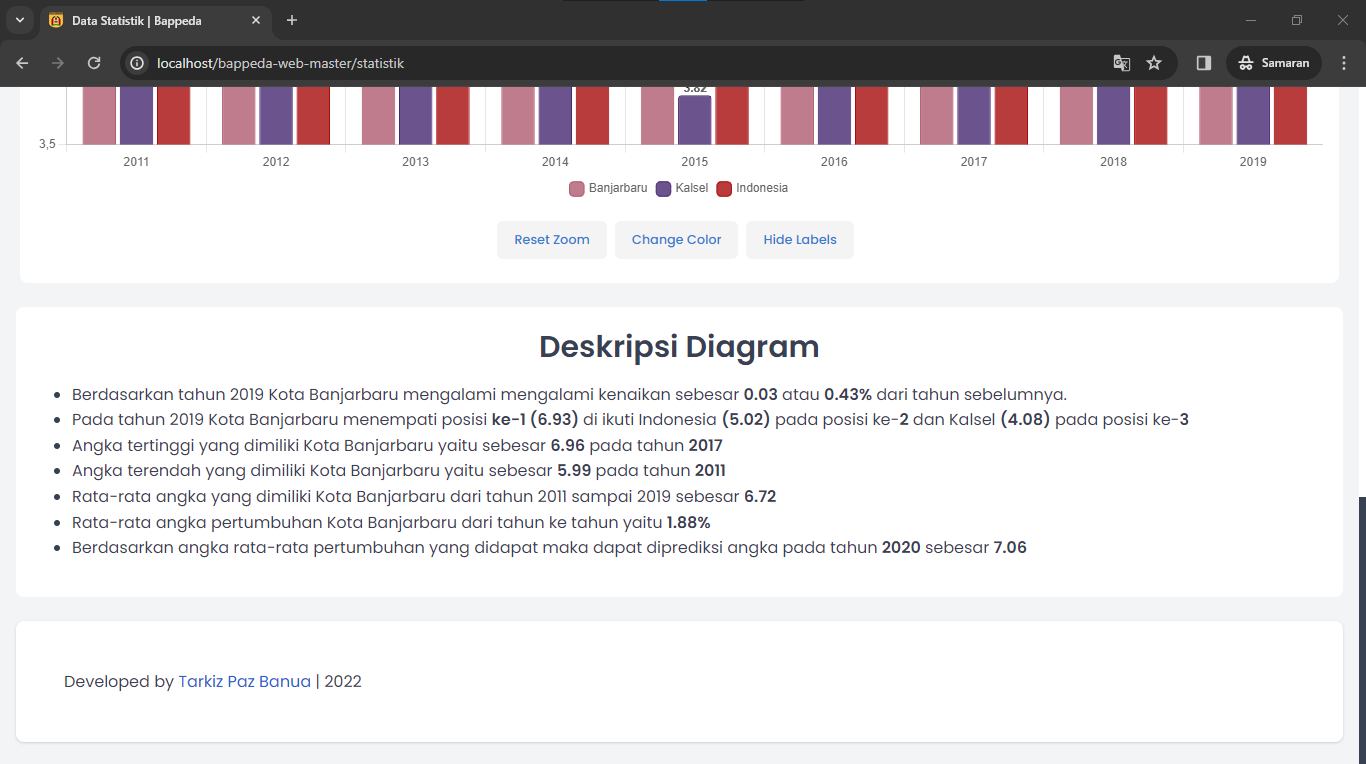 Data Statistik | Bappeda
localhost/bappeda-web-master/statistik
Samaran
3.82
3,5
2011 2012 2013 2014 2015 2016 2017 2018 2019
Banjarbaru Kalsel Indonesia
Reset Zoom Change Color Hide Labels
Deskripsi Diagram
Berdasarkan tahun 2019 Kota Banjarbaru mengalami mengalami kenaikan sebesar 0.03 atau 0.43% dari tahun sebelumnya.
Pada tahun 2019 Kota Banjarbaru menempati posisi ke-1 (6.93) di ikuti Indonesia (5.02) pada posisi ke-2 dan Kalsel (4.08) pada posisi ke-3
Angka tertinggi yang dimiliki Kota Banjarbaru yaitu sebesar 6.96 pada tahun 2017
Angka terendah yang dimiliki Kota Banjarbaru yaitu sebesar 5.99 pada tahun 2011
Rata-rata angka yang dimiliki Kota Banjarbaru dari tahun 2011 sampai 2019 sebesar 6.72
Rata-rata angka pertumbuhan Kota Banjarbaru dari tahun ke tahun yaitu 1.88%
Berdasarkan angka rata-rata pertumbuhan yang didapat maka dapat diprediksi angka pada tahun 2020 sebesar 7.06
Developed by Tarkiz Paz Banua | 2022